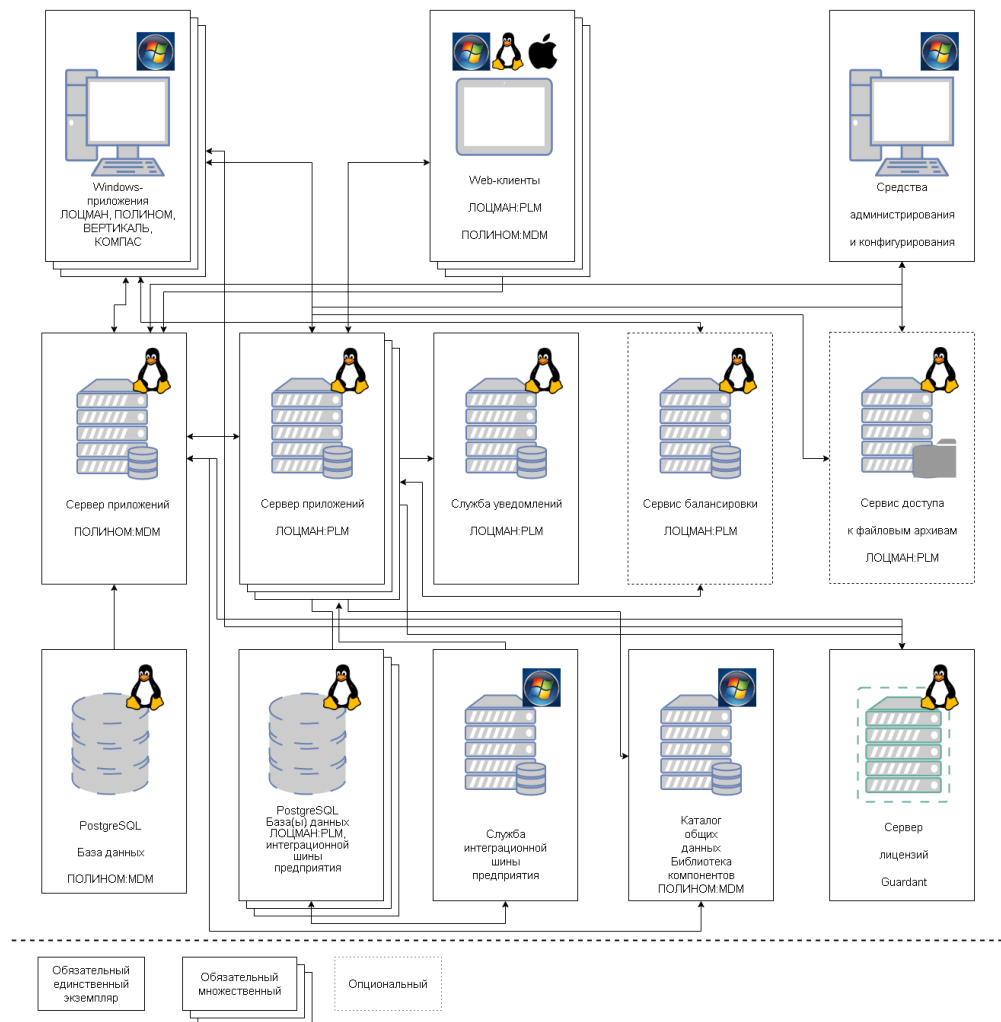 Windows-
приложения
ЛОЦМАН, ПОЛИНОМ,
ВЕРТИКАЛЬ,
КОМПАС
Web-клиенты
ЛОЦМАН:PLM
ПОЛИНОМ:MDM
Средства
администрирования
и конфигурирования
Сервер приложений
ПОЛИНОМ:MDM
Сервер приложений
ЛОЦМАН:PLM
Служба уведомлений
ЛОЦМАН:PLM
Сервис балансировки
ЛОЦМАН:PLM
Сервис доступа
к файловым архивам
ЛОЦМАН:PLM
PostgreSQL
База данных
ПОЛИНОМ:MDM
PostgreSQL
База(ы) данных
ЛОЦМАН:PLM,
интеграционной
шины
предприятия
Служба
интеграционной
шины
предприятия
Каталог
общих
данных
Библиотека
компонентов
ПОЛИНОМ:MDM
Сервер
лицензий
Guardant
Обязательный
единственный
экземпляр
Обязательный
множественный
Опциональный